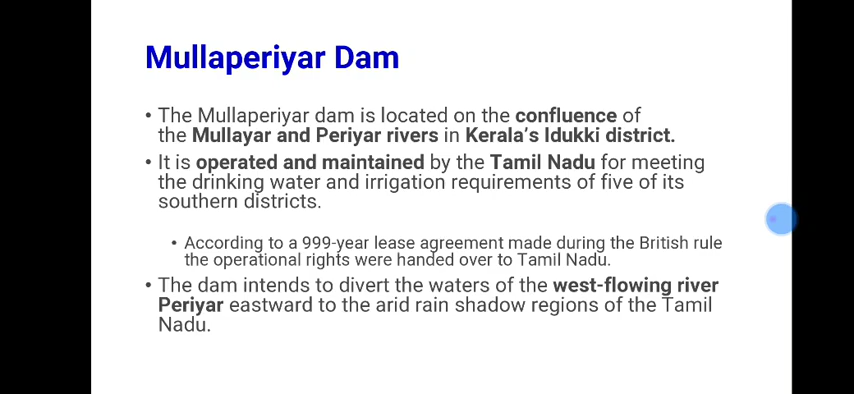 Mullaperiyar Dam
• The Mullaperiyar dam is located on the confluence of
the Mullayar and Periyar rivers in Kerala's Idukki district.
• It is operated and maintained by the Tamil Nadu for meeting
the drinking water and irrigation requirements of five of its
southern districts.
• According to a 999-year lease agreement made during the British rule
the operational rights were handed over to Tamil Nadu.
• The dam intends to divert the waters of the west-flowing river
Periyar eastward to the arid rain shadow regions of the Tamil
Nadu.